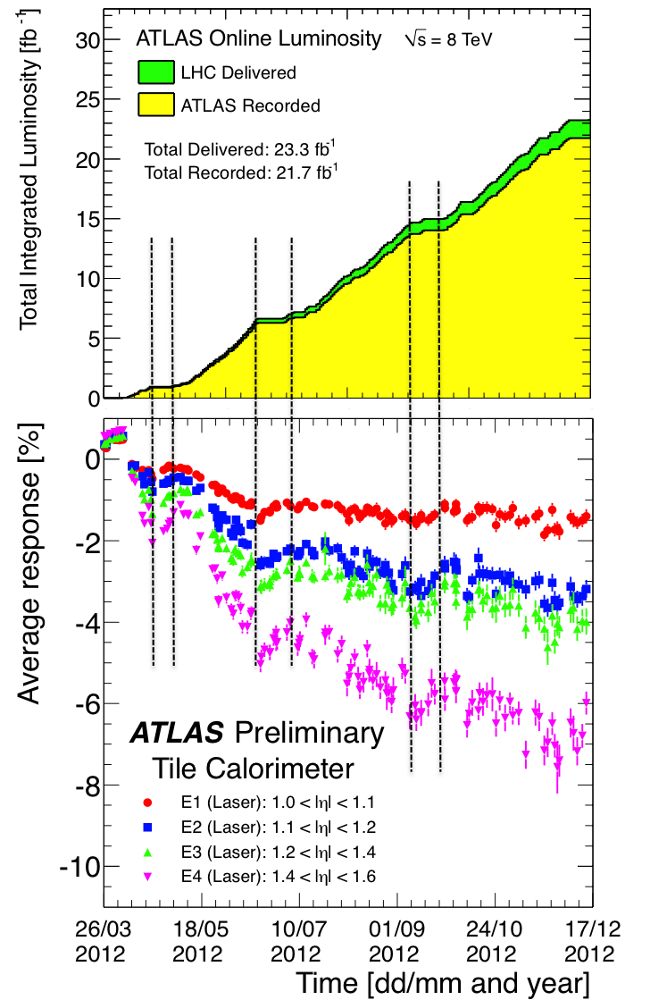 ATLAS Online Luminosity √s = 8 TeV
LHC Delivered
ATLAS Recorded
Total Delivered: 23.3 fb-1
Total Recorded: 21.7 fb-1
Total Integrated Luminosity [fb-1]
30
25
20
15
10
5
0
Average response [%]
0
-2
-4
-6
-8
-10
ATLAS Preliminary
Tile Calorimeter
E1 (Laser): 1.0 < |η| < 1.1
E2 (Laser): 1.1 < |η| < 1.2
E3 (Laser): 1.2 < |η| < 1.4
E4 (Laser): 1.4 < |η| < 1.6
26/03 18/05 10/07 01/09 24/10 17/12
2012 2012 2012 2012 2012 2012
Time [dd/mm and year]